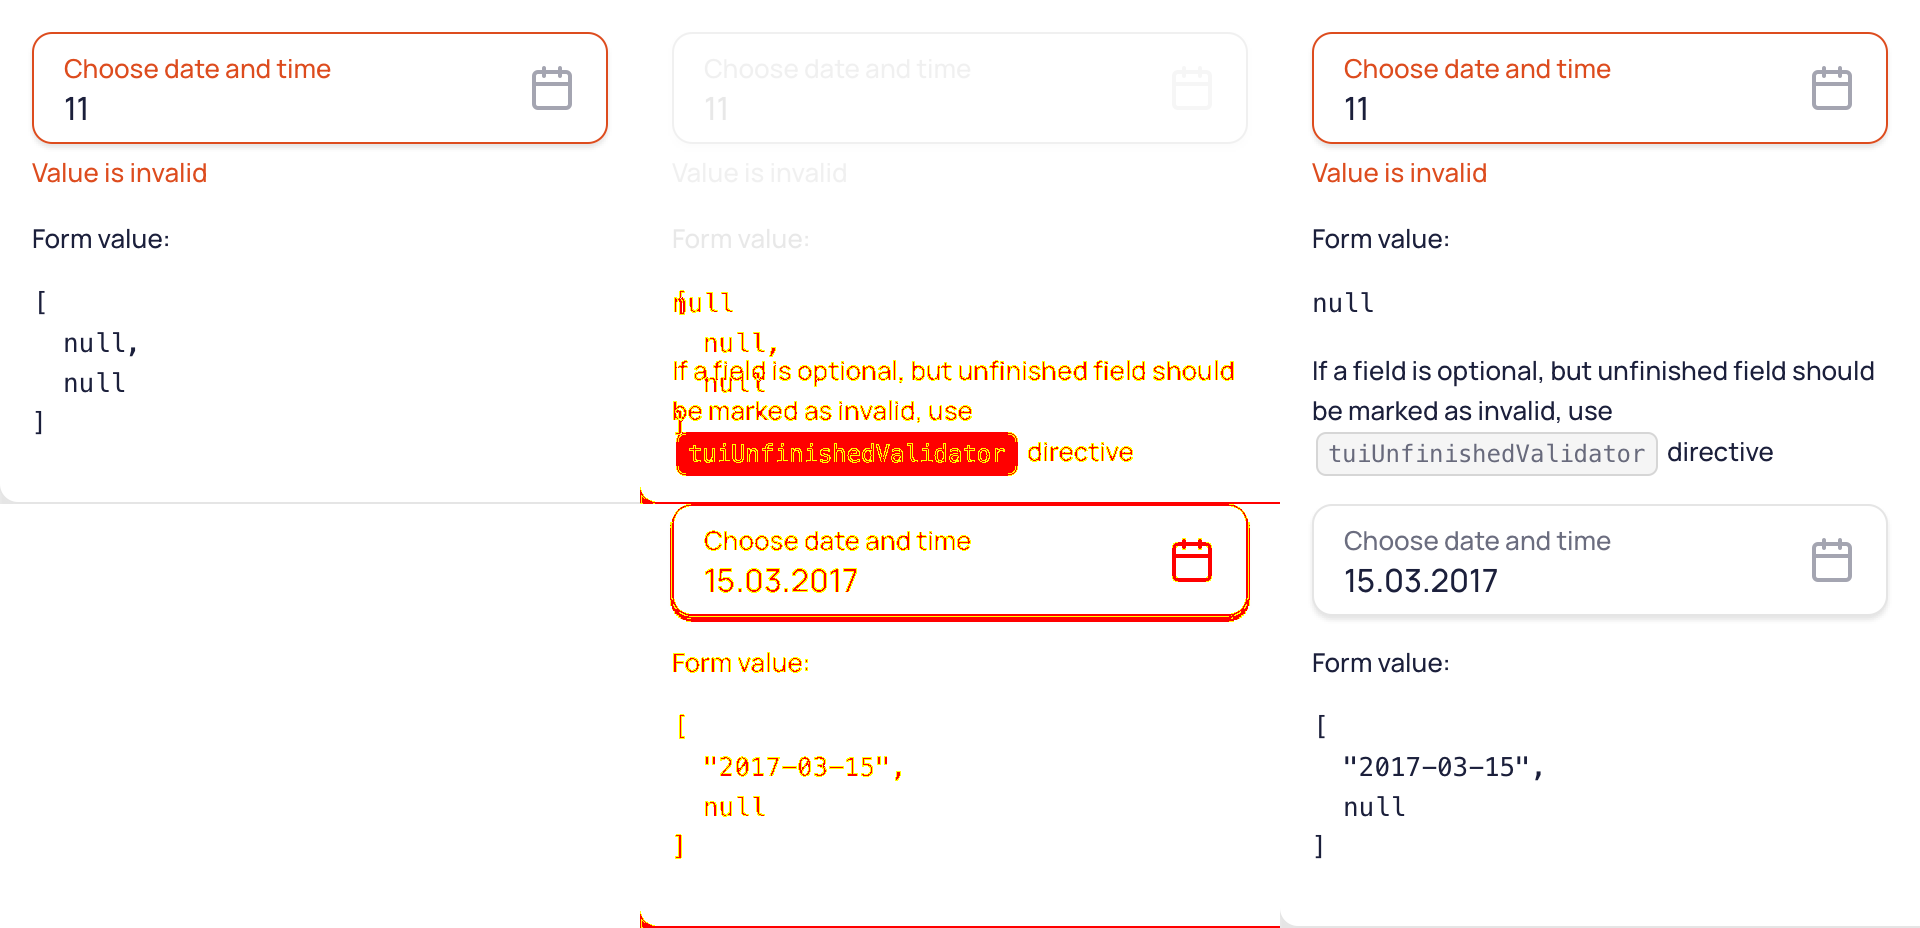 Choose date and time
11
Value is invalid
Form value:
[
  null,
  null
]
Choose date and time
11
Value is invalid
Form value:
[
null
  null,
If a field is optional, but unfinished field should
  null
be marked as invalid, use
]
tuiUnfinishedValidator directive
Choose date and time
15.03.2017
Form value:
[
  "2017-03-15",
  null
]
Choose date and time
11
Value is invalid
Form value:
null
If a field is optional, but unfinished field should
be marked as invalid, use
tuiUnfinishedValidator directive
Choose date and time
15.03.2017
Form value:
[
  "2017-03-15",
  null
]